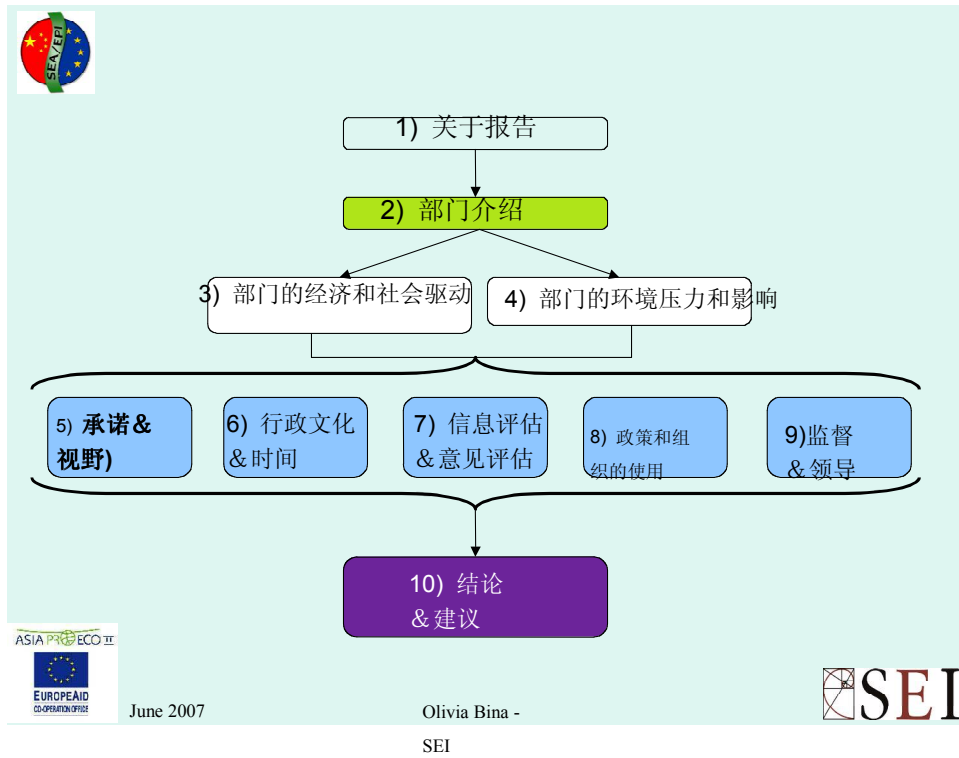 SEA/EPI
1) 关于报告
2) 部门介绍
3) 部门的经济和社会驱动
4) 部门的环境压力和影响
5) 承诺&
视野)
6) 行政文化
&时间
7) 信息评估
&意见评估
8) 政策和组
织的使用
9)监督
&领导
10) 结论
&建议
ASIA PRO ECO II
EUROPEAID
CO-OPERATION OFFICE
June 2007
Olivia Bina -
SEI
SEI